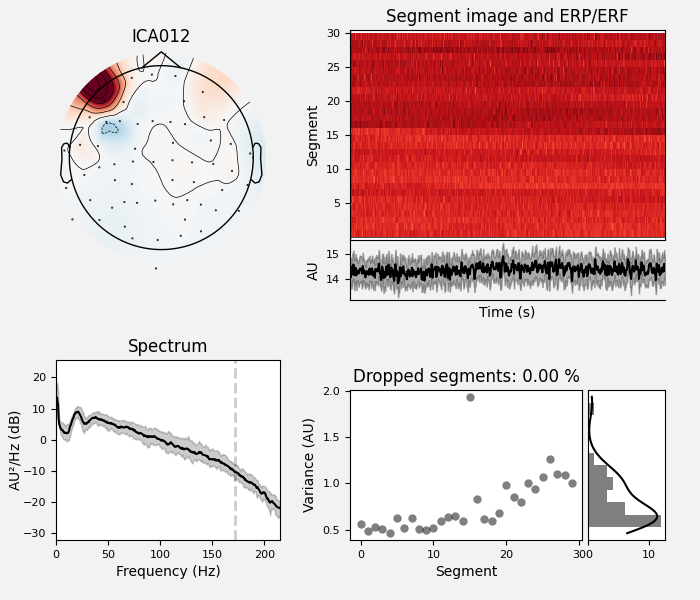 ICA012
Segment image and ERP/ERF
30
25
20
15
10
5
Segment
15
14
AU
Time (s)
Spectrum
20
10
0
−10
−20
−30
AU²/Hz (dB)
0 50 100 150 200
Frequency (Hz)
Dropped segments: 0.00 %
2.0
1.5
1.0
0.5
Variance (AU)
0 10 20 30
Segment
0 10